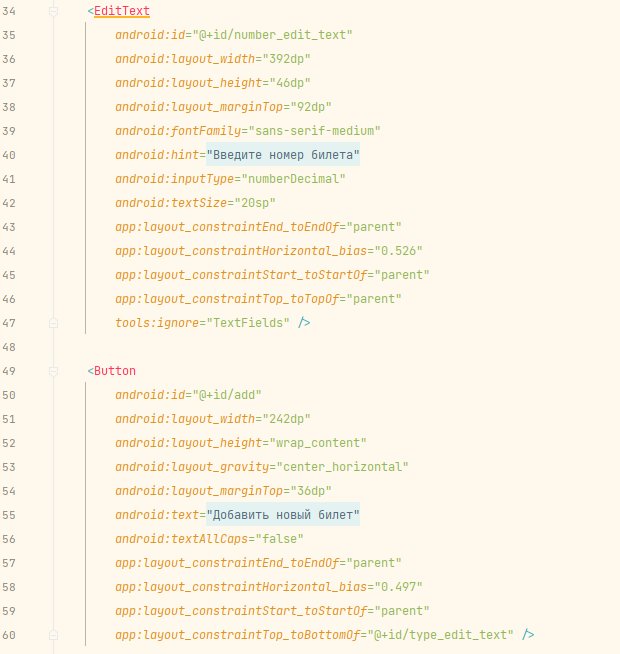 34 <EditText
35 android:id="@+id/number_edit_text"
36 android:layout_width="392dp"
37 android:layout_height="46dp"
38 android:layout_marginTop="92dp"
39 android:fontFamily="sans-serif-medium"
40 android:hint="Введите номер билета"
41 android:inputType="numberDecimal"
42 android:textSize="20sp"
43 app:layout_constraintEnd_toEndOf="parent"
44 app:layout_constraintHorizontal_bias="0.526"
45 app:layout_constraintStart_toStartOf="parent"
46 app:layout_constraintTop_toTopOf="parent"
47 tools:ignore="TextFields" />
48
49 <Button
50 android:id="@+id/add"
51 android:layout_width="242dp"
52 android:layout_height="wrap_content"
53 android:layout_gravity="center_horizontal"
54 android:layout_marginTop="36dp"
55 android:text="Добавить новый билет"
56 android:textAllCaps="false"
57 app:layout_constraintEnd_toEndOf="parent"
58 app:layout_constraintHorizontal_bias="0.497"
59 app:layout_constraintStart_toStartOf="parent"
60 app:layout_constraintTop_toBottomOf="@+id/type_edit_text" />